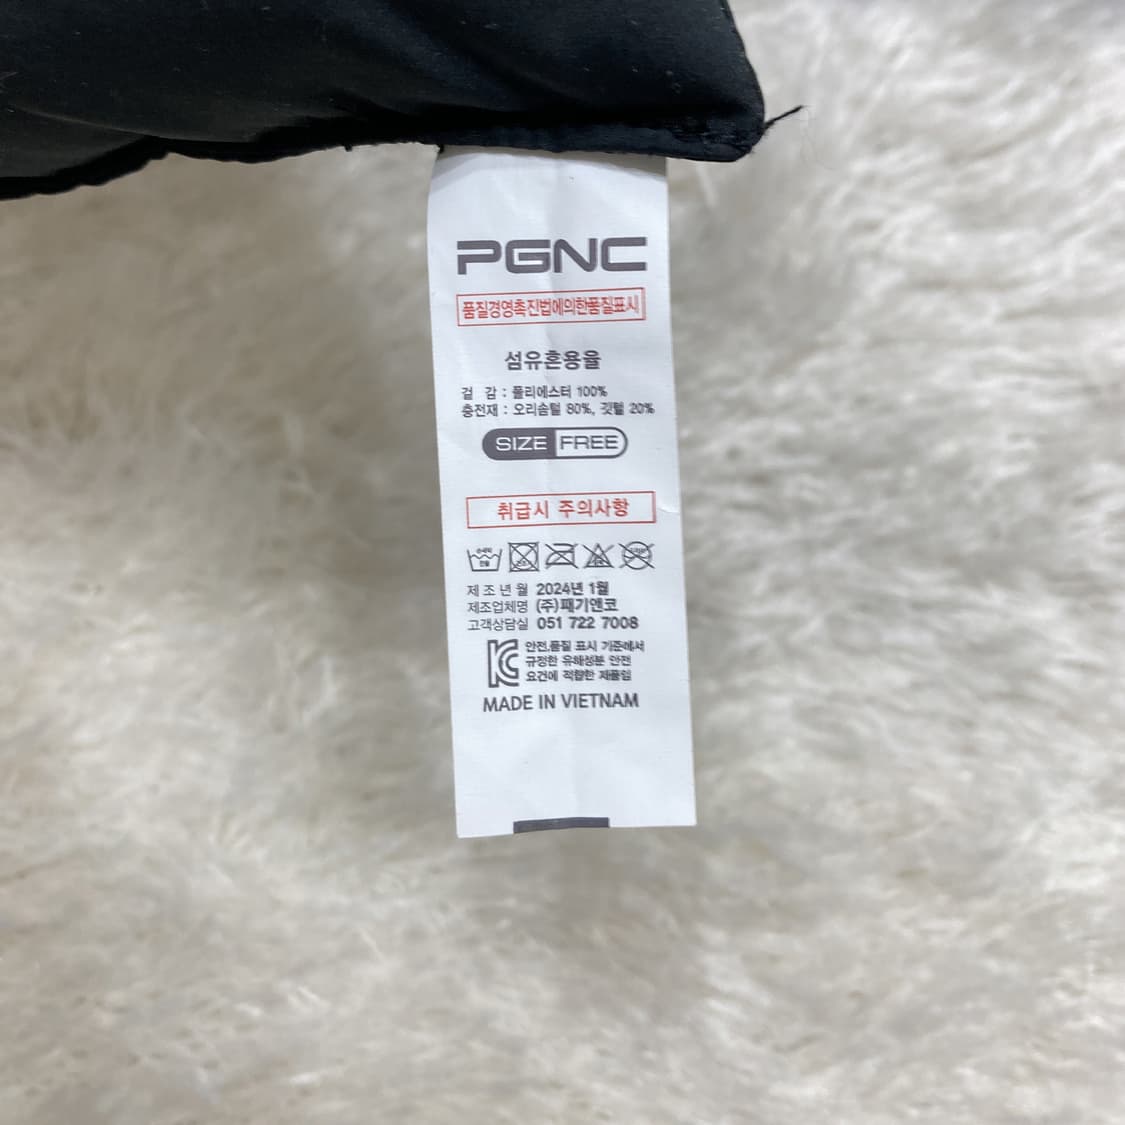 PGNC
품질경영촉진법에의한품질표시
섬유혼용율
겉 감 : 폴리에스터 100%
충전재 : 오리솜털 80%, 깃털 20%
SIZE FREE
취급시 주의사항
제조년월 2024년 1월
제조업체명 (주)패기앤코
고객상담실 051 722 7008
안전,품질 표시 기준에서
규정한 유해성분 안전
요건에 적합한 제품임
MADE IN VIETNAM